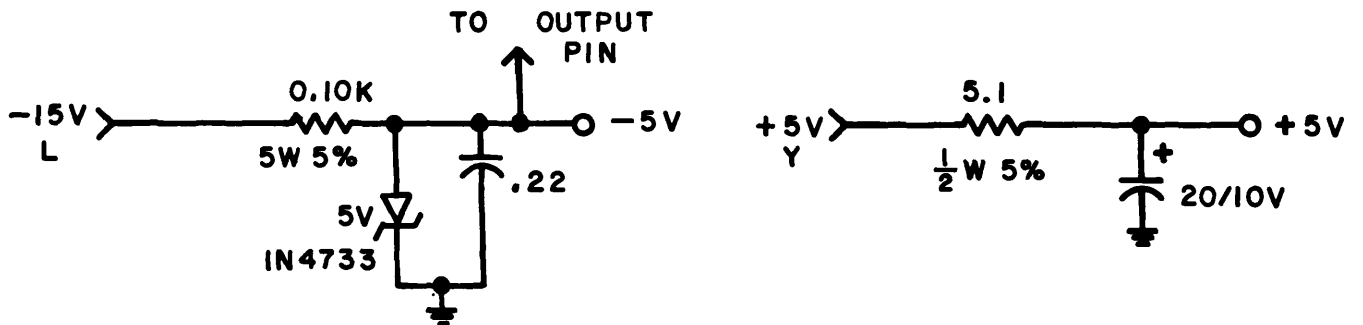 TO OUTPUT
PIN
-15V
L
0.10K
5W 5%
-5V
.22
5V
IN4733
+5V
Y
5.1
½W 5%
+5V
+
20/10V